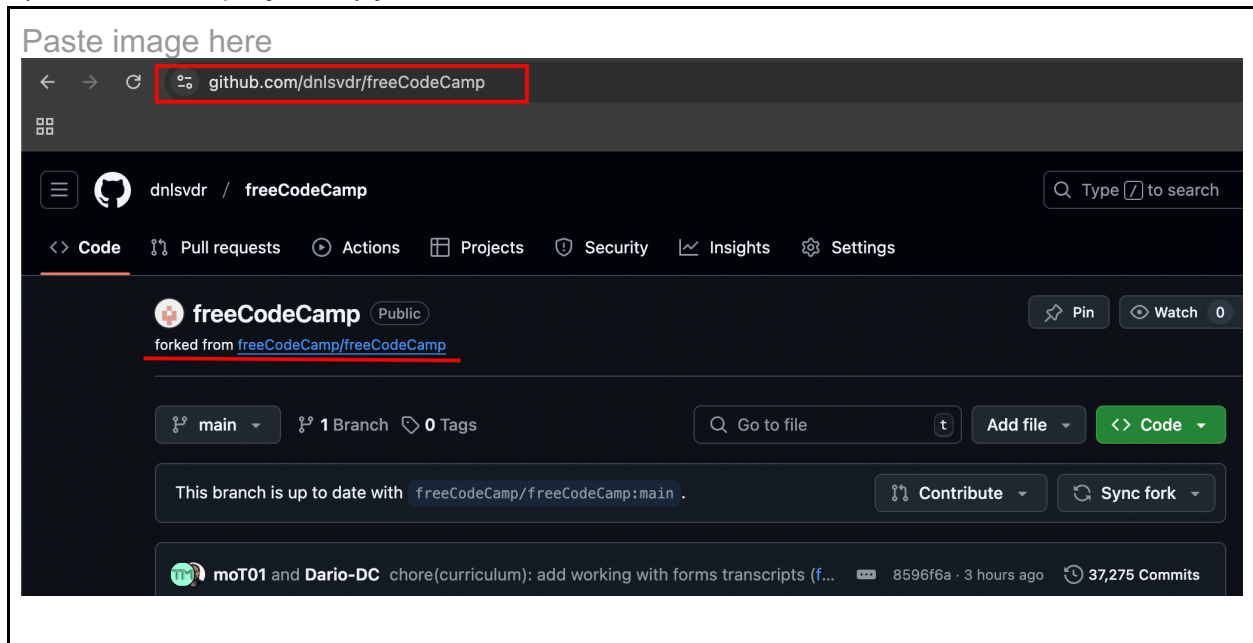 Paste image here
github.com/dnlsvdr/freeCodeCamp
dnlsvdr / freeCodeCamp
Type / to search
Code Pull requests Actions Projects Security Insights Settings
freeCodeCamp Public
Pin Watch 0
forked from freeCodeCamp/freeCodeCamp
main 1 Branch 0 Tags Go to file t Add file Code
This branch is up to date with freeCodeCamp/freeCodeCamp:main . Contribute Sync fork
TM moT01 and Dario-DC chore(curriculum): add working with forms transcripts (f... 8596f6a · 3 hours ago 37,275 Commits